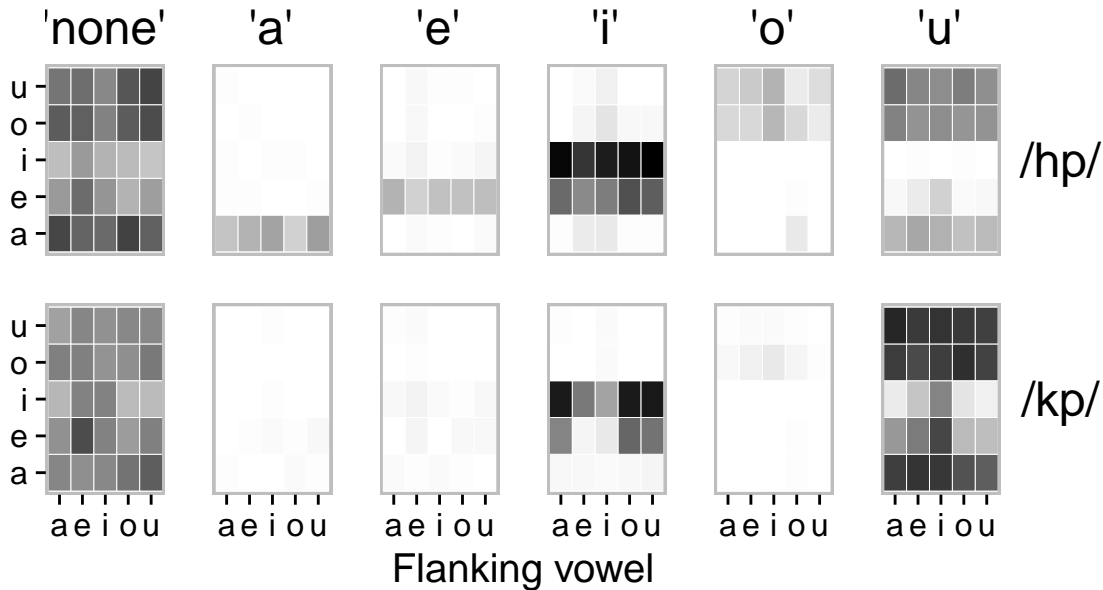 'none' 'a' 'e' 'i' 'o' 'u'
u
o
i
e
a
/hp/
u
o
i
e
a
/kp/
a e i o u a e i o u a e i o u a e i o u a e i o u a e i o u
Flanking vowel